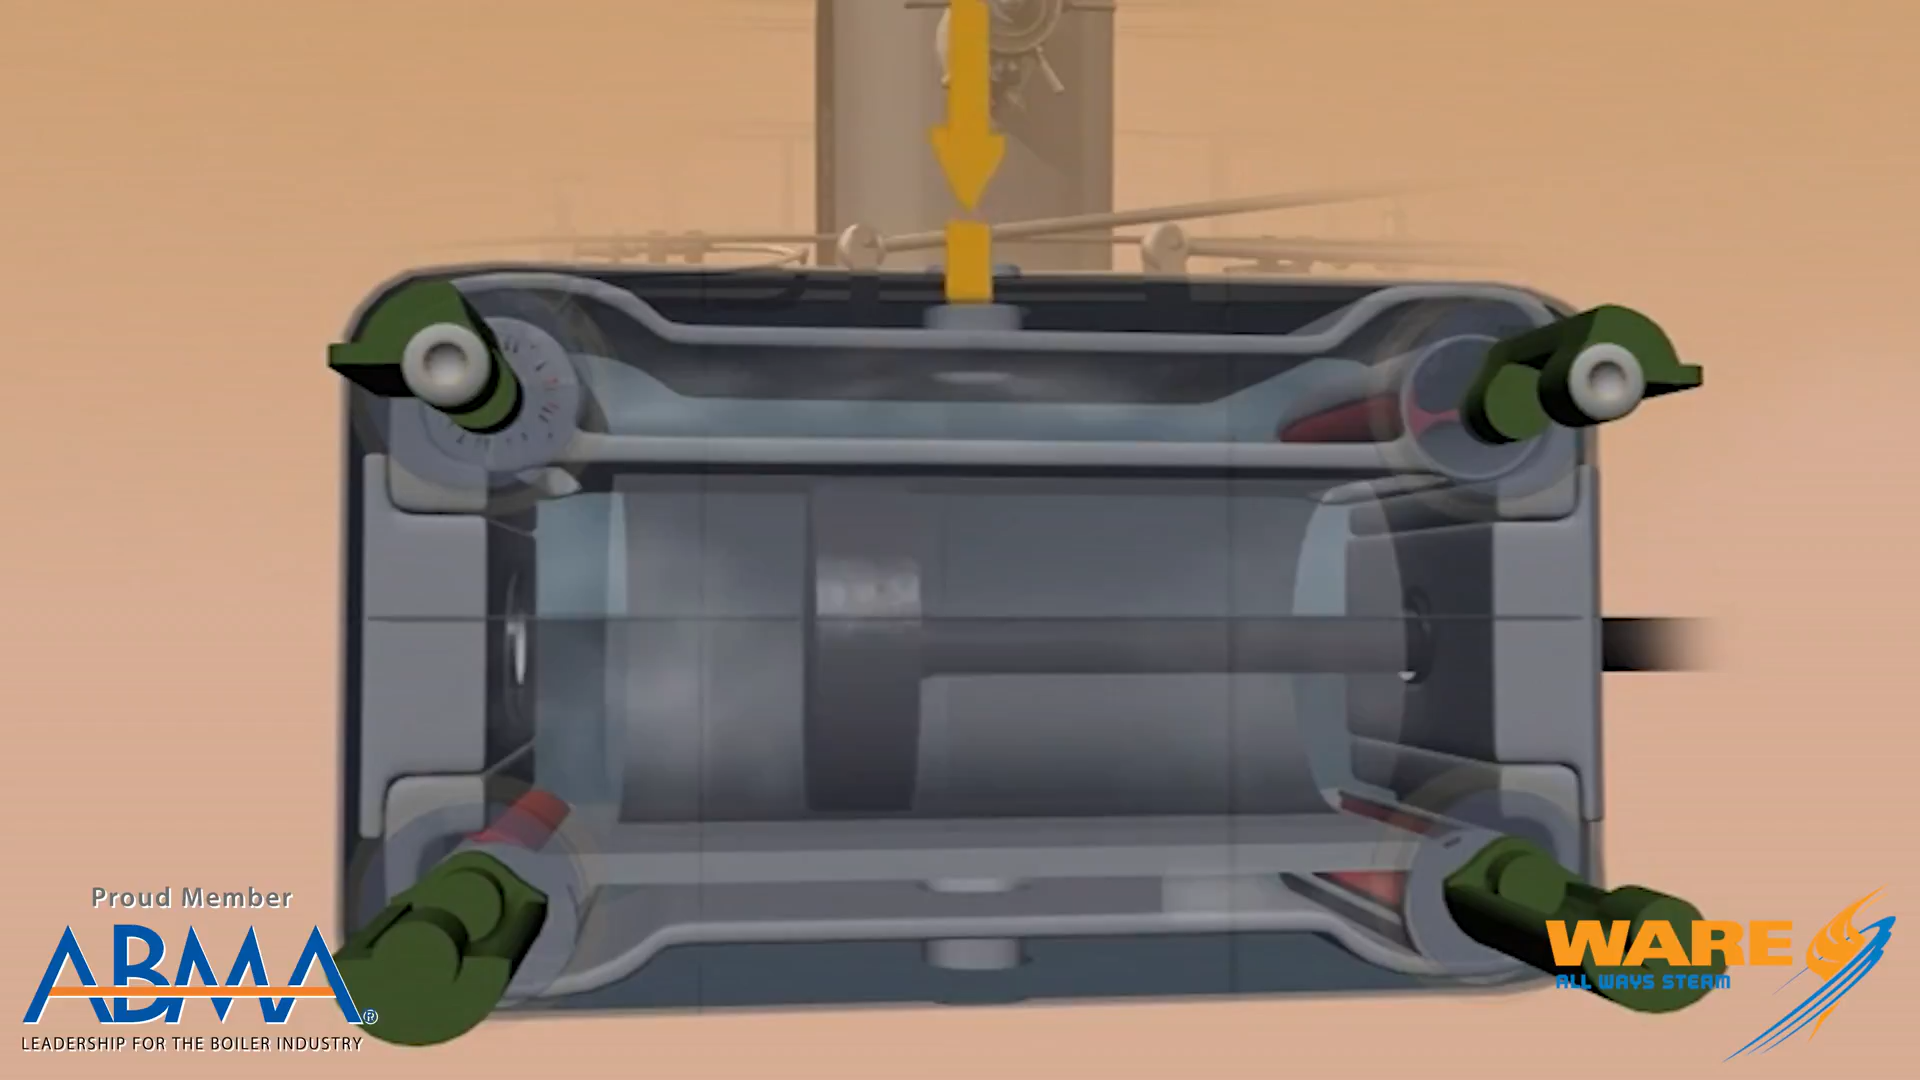 Proud Member
ABMA®
LEADERSHIP FOR THE BOILER INDUSTRY
WARE
ALL WAYS STEAM